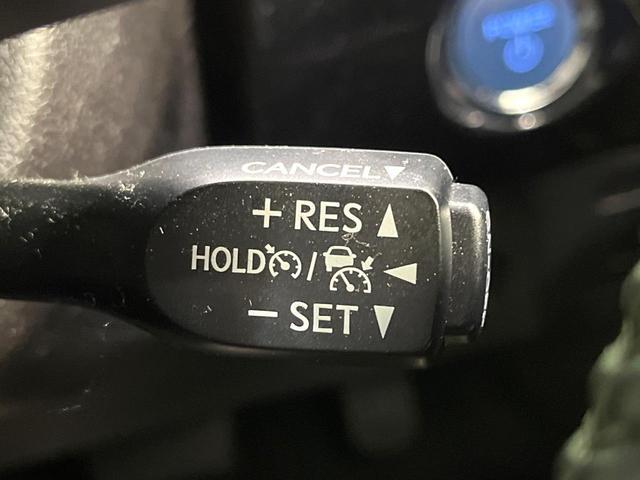 CANCEL▼
+ RES ▲
HOLD / ◀
− SET ▼